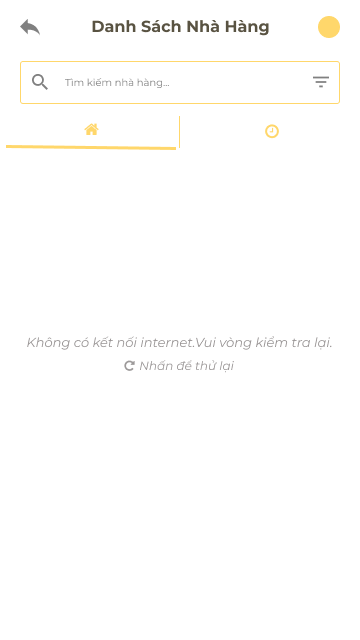 Danh Sách Nhà Hàng
Tìm kiếm nhà hàng...
Không có kết nối internet.Vui vòng kiểm tra lại.
Nhấn để thử lại